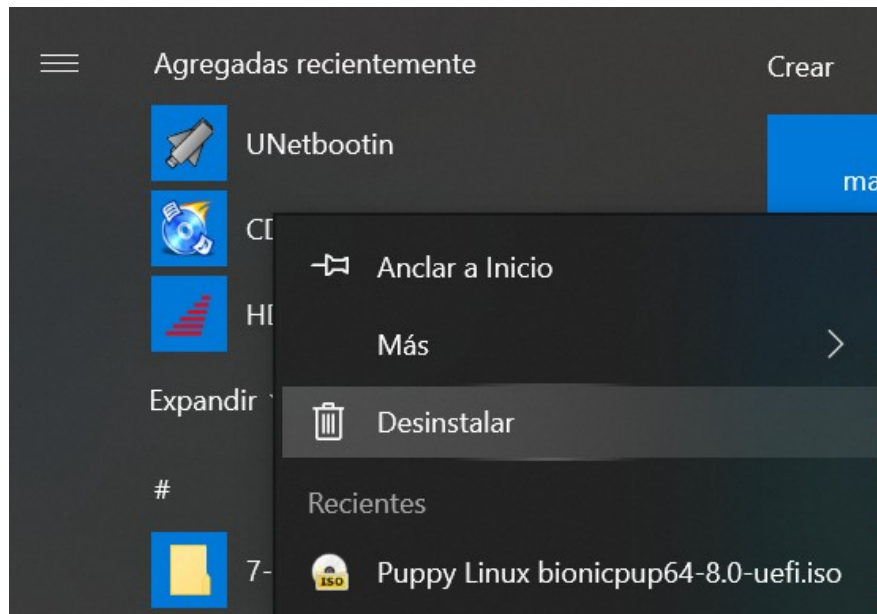 Agregadas recientemente
Crear
UNetbootin
ma
CD
Anclar a Inicio
HD
Más
Expandir
Desinstalar
#
Recientes
7-
ISO
Puppy Linux bionicpup64-8.0-uefi.iso